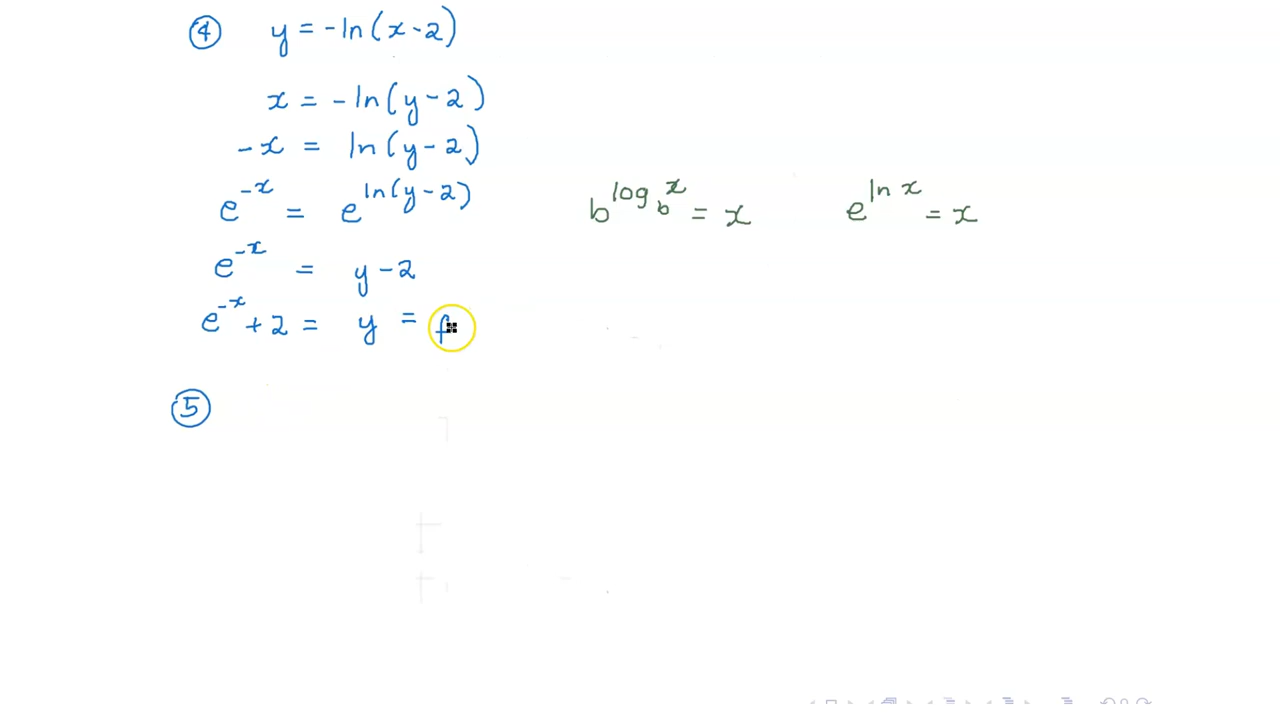 ④ y = -ln(x-2)
x = -ln(y-2)
-x = ln(y-2)
e^{-x} = e^{ln(y-2)} b^{log_b x} = x e^{ln x} = x
e^{-x} = y-2
e^{-x} + 2 = y = f
⑤